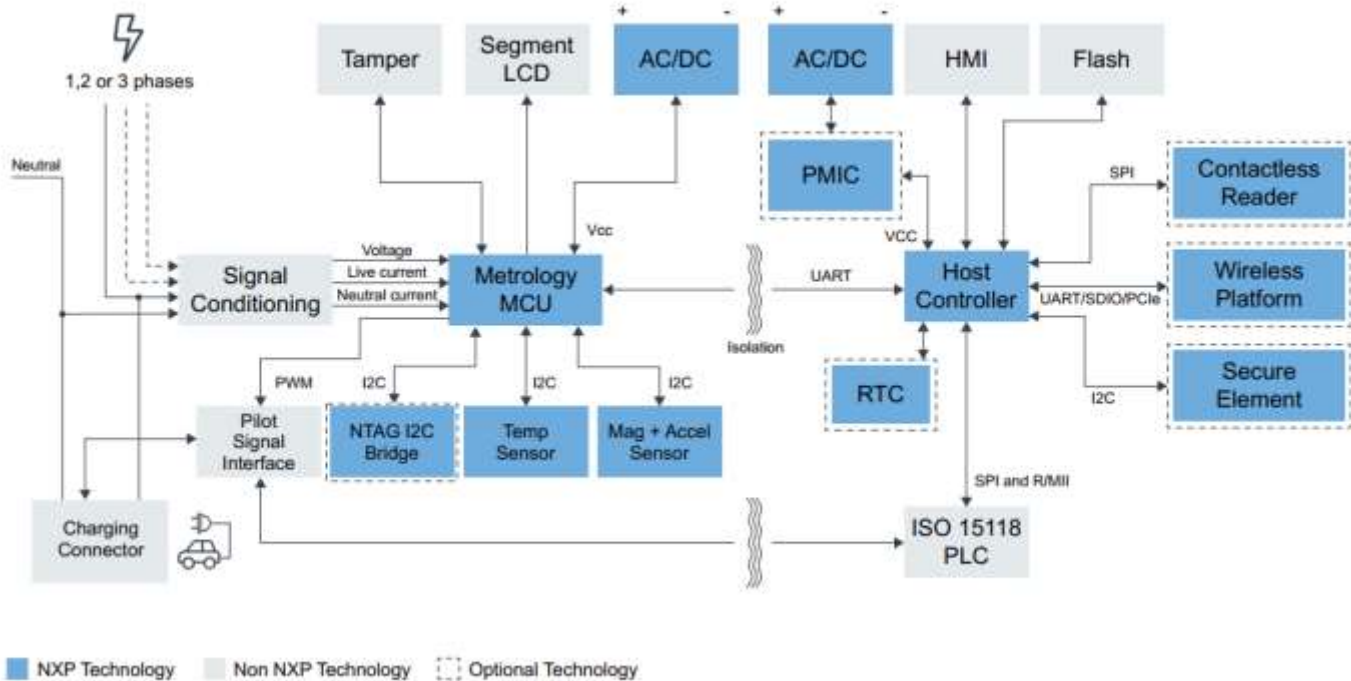 + -
+ -
1,2 or 3 phases
Tamper
Segment
LCD
AC/DC
AC/DC
HMI
Flash
Neutral
PMIC
SPI
Contactless
Reader
Vcc
VCC
Signal
Conditioning
Voltage
Live current
Neutral current
Metrology
MCU
UART
Isolation
Host
Controller
UART/SDIO/PCIe
Wireless
Platform
PWM
I2C
I2C
I2C
RTC
I2C
Secure
Element
Pilot
Signal
Interface
NTAG I2C
Bridge
Temp
Sensor
Mag + Accel
Sensor
SPI and R/MII
Charging
Connector
ISO 15118
PLC
NXP Technology
Non NXP Technology
Optional Technology